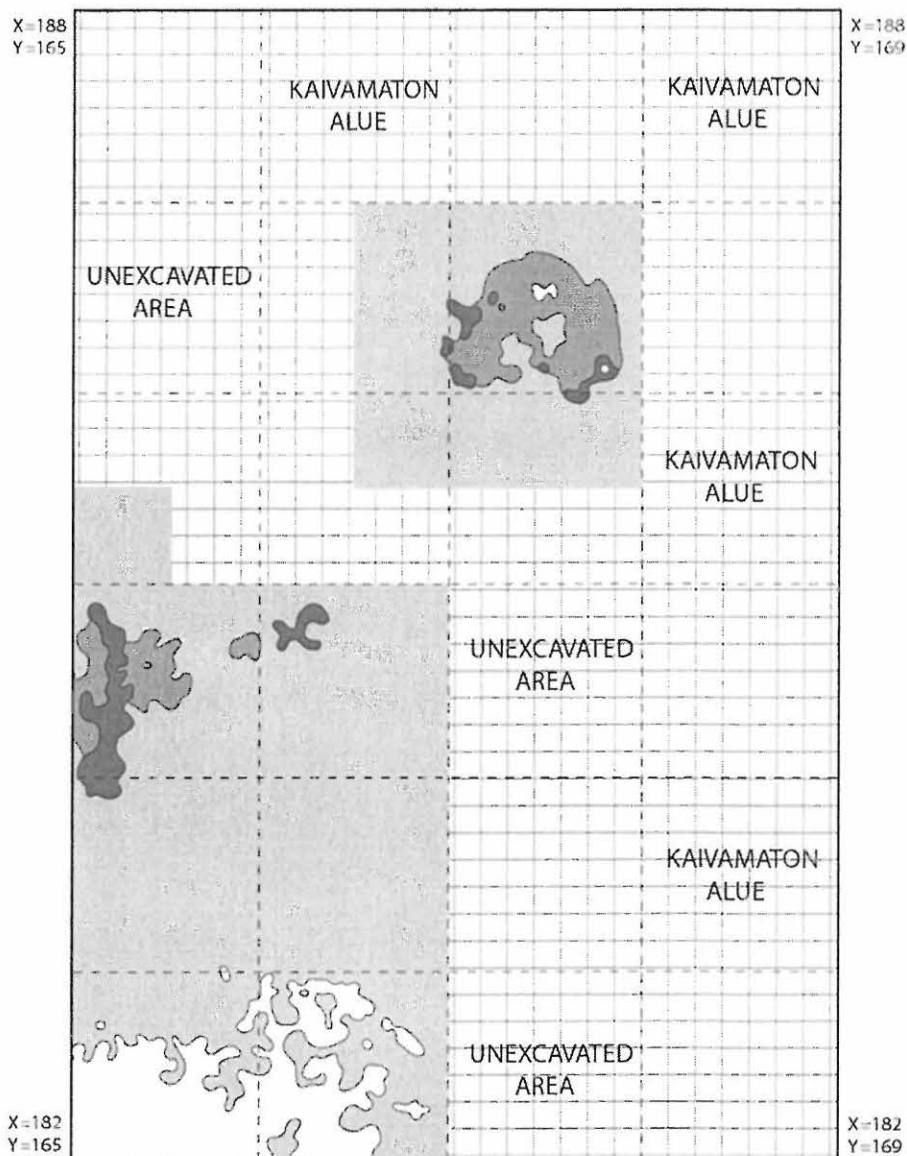 X=188
Y=165
X=188
Y=169
KAIVAMATON
ALUE
KAIVAMATON
ALUE
UNEXCAVATED
AREA
KAIVAMATON
ALUE
UNEXCAVATED
AREA
KAIVAMATON
ALUE
UNEXCAVATED
AREA
X=182
Y=165
X=182
Y=169